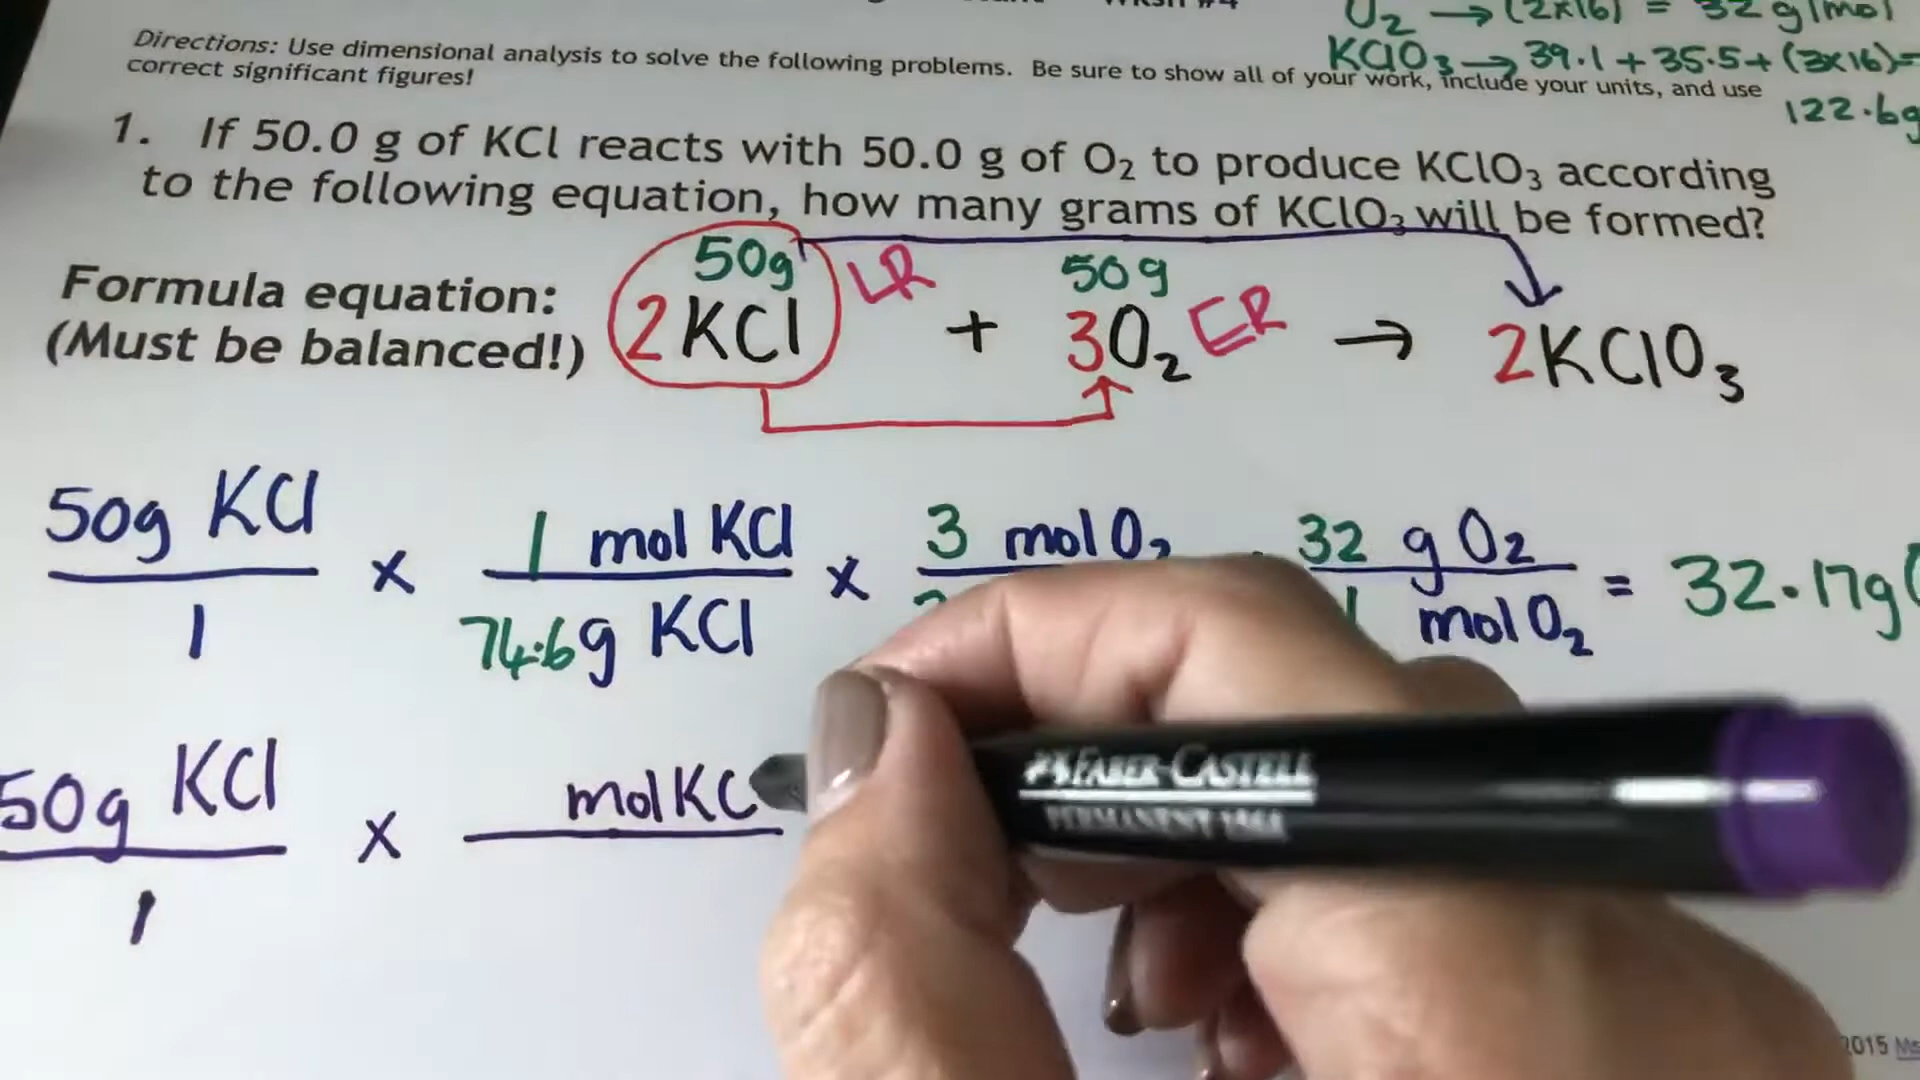 O₂ → (2x16) = 32 g/mol
KClO₃ → 39.1 + 35.5 + (3x16) =
122.6g
Directions: Use dimensional analysis to solve the following problems. Be sure to show all of your work, include your units, and use
correct significant figures!
1. If 50.0 g of KCl reacts with 50.0 g of O₂ to produce KClO₃ according
to the following equation, how many grams of KClO₃ will be formed?
50g LR 50g
Formula equation: 2KCl + 3O₂ ER → 2KClO₃
(Must be balanced!)
50g KCl x 1 mol KCl x 3 mol O₂ 32 g O₂ = 32.17g
1 74.6g KCl 1 mol O₂
50g KCl x mol KC
1
FABER-CASTELL
PERMANENT
2015 Ms